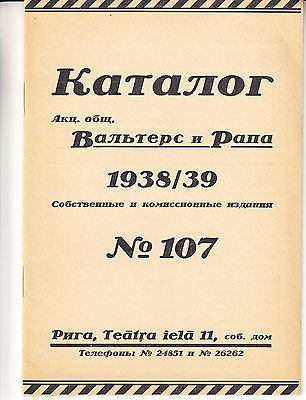 Каталог
Акц. общ.
Вальтерс и Рапа
1938/39
Собственные и комиссионные издания
№ 107
Рига, Teātra ielā 11, соб. дом
Телефоны № 24851 и № 26262